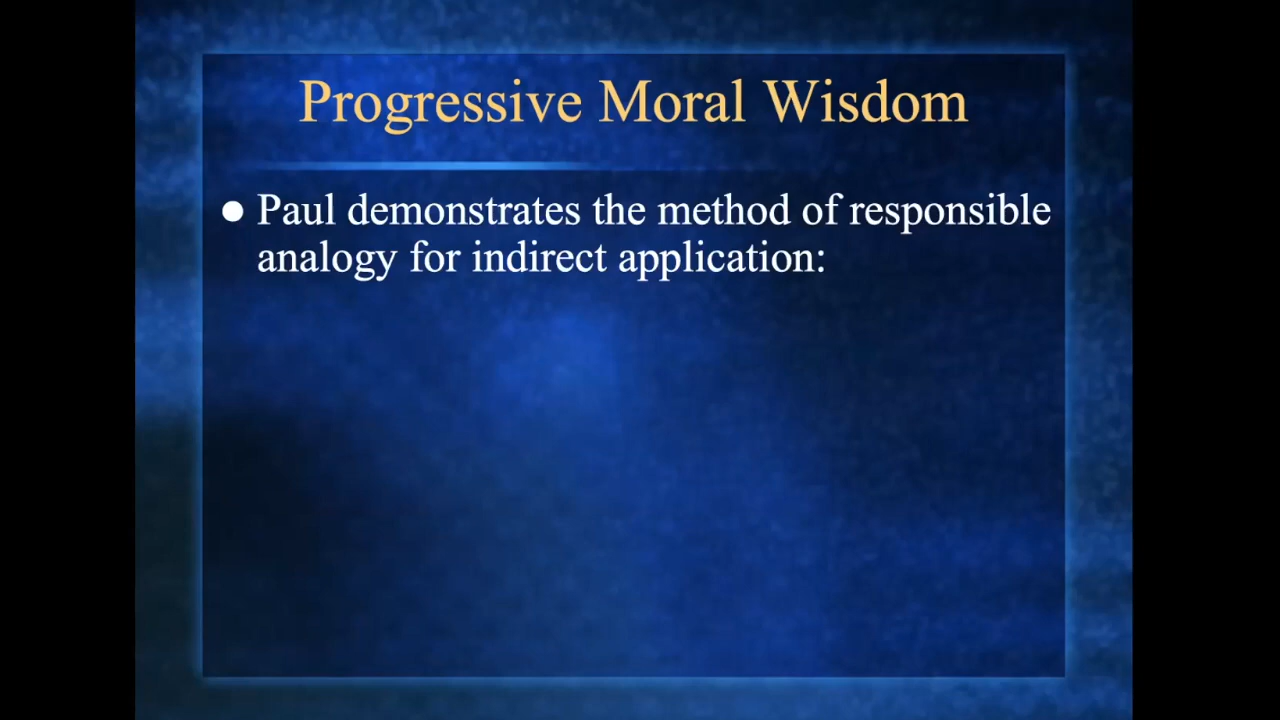 Progressive Moral Wisdom
● Paul demonstrates the method of responsible
analogy for indirect application: